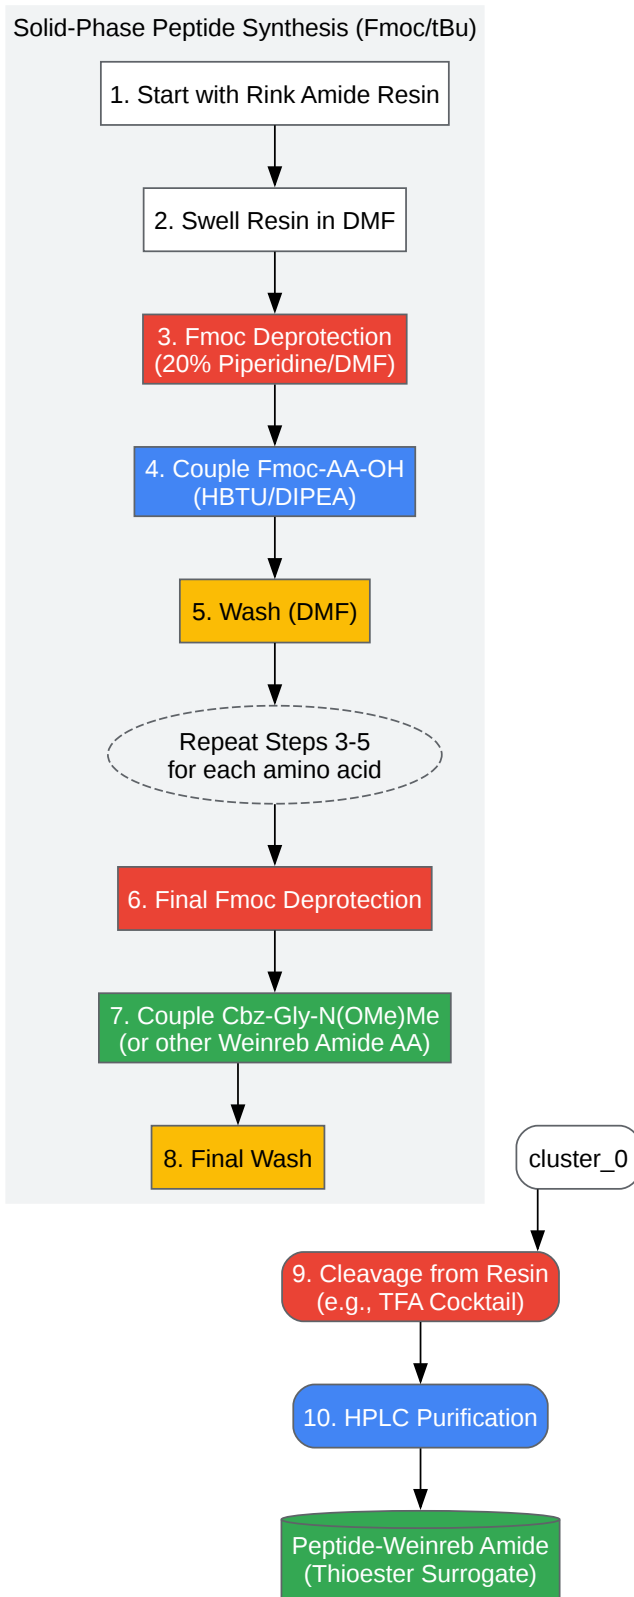 Solid-Phase Peptide Synthesis (Fmoc/tBu)
1. Start with Rink Amide Resin
2. Swell Resin in DMF
3. Fmoc Deprotection
(20% Piperidine/DMF)
4. Couple Fmoc-AA-OH
(HBTU/DIPEA)
5. Wash (DMF)
Repeat Steps 3-5
for each amino acid
6. Final Fmoc Deprotection
7. Couple Cbz-Gly-N(OMe)Me
(or other Weinreb Amide AA)
8. Final Wash
cluster_0
9. Cleavage from Resin
(e.g., TFA Cocktail)
10. HPLC Purification
Peptide-Weinreb Amide
(Thioester Surrogate)